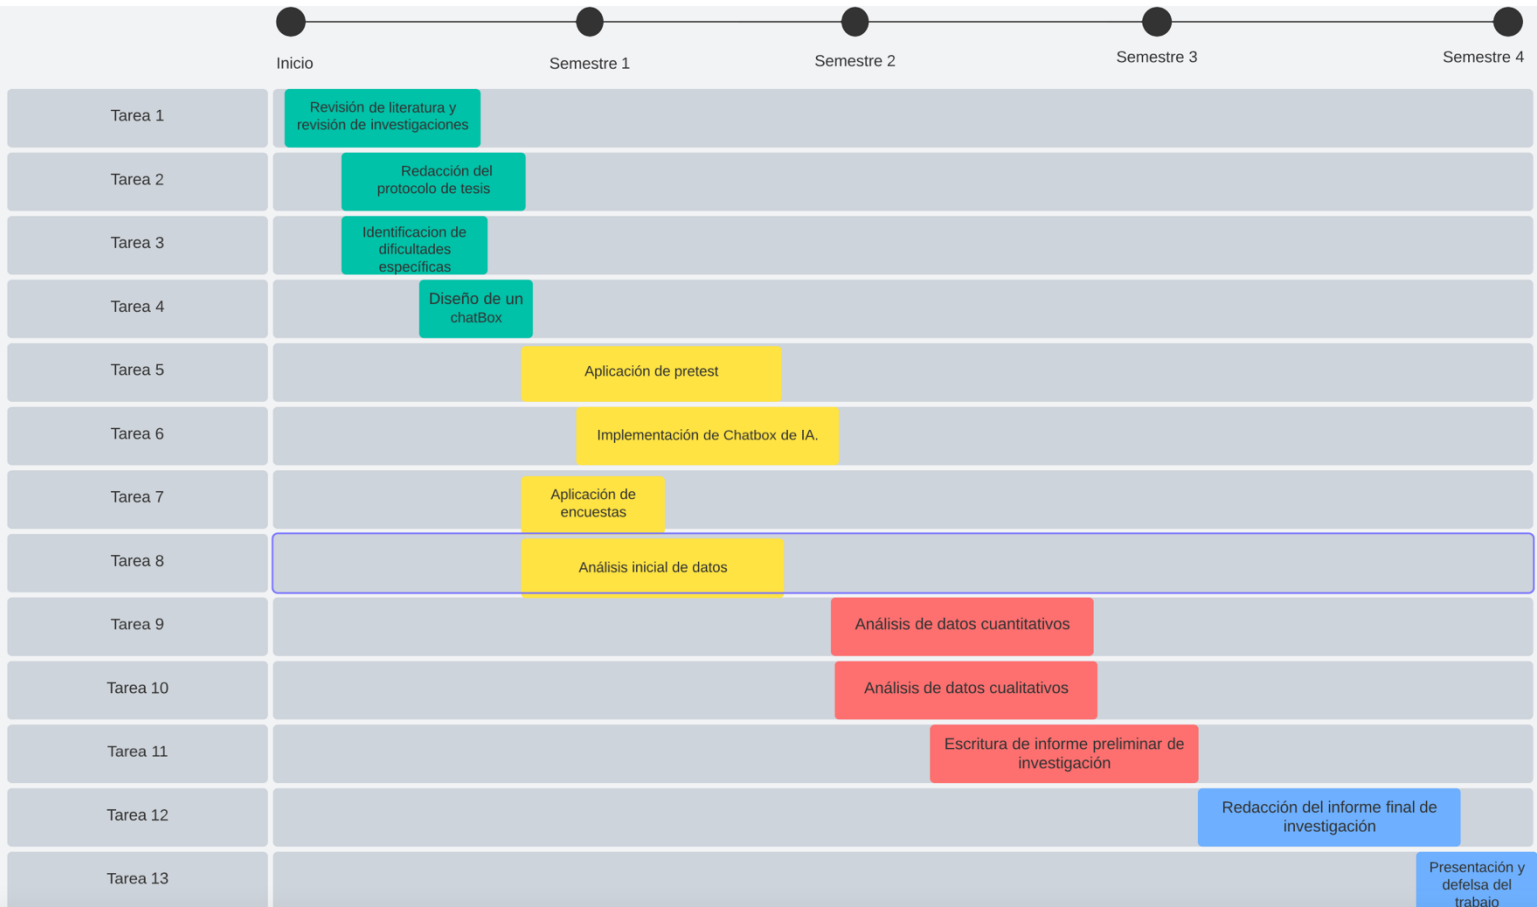 Inicio
Semestre 1
Semestre 2
Semestre 3
Semestre 4
Tarea 1
Revisión de literatura y
revisión de investigaciones
Tarea 2
Redacción del
protocolo de tesis
Tarea 3
Identificacion de
dificultades
específicas
Tarea 4
Diseño de un
chatBox
Tarea 5
Aplicación de pretest
Tarea 6
Implementación de Chatbox de IA.
Tarea 7
Aplicación de
encuestas
Tarea 8
Análisis inicial de datos
Tarea 9
Análisis de datos cuantitativos
Tarea 10
Análisis de datos cualitativos
Tarea 11
Escritura de informe preliminar de
investigación
Tarea 12
Redacción del informe final de
investigación
Tarea 13
Presentación y
defelsa del
trabajo